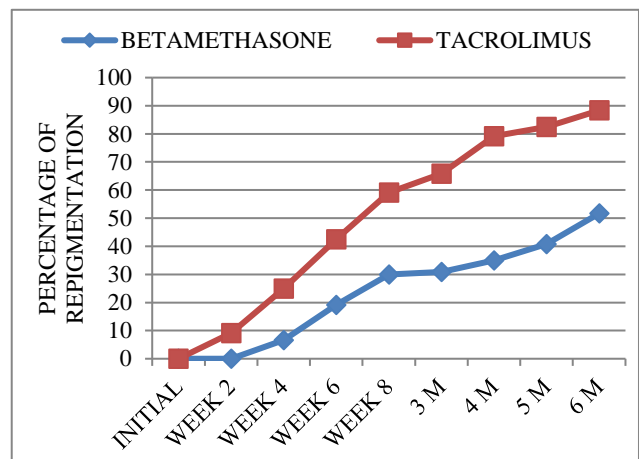 BETAMETHASONE TACROLIMUS
PERCENTAGE OF
REPIGMENTATION
100
90
80
70
60
50
40
30
20
10
0
INITIAL
WEEK 2
WEEK 4
WEEK 6
WEEK 8
3 M
4 M
5 M
6 M